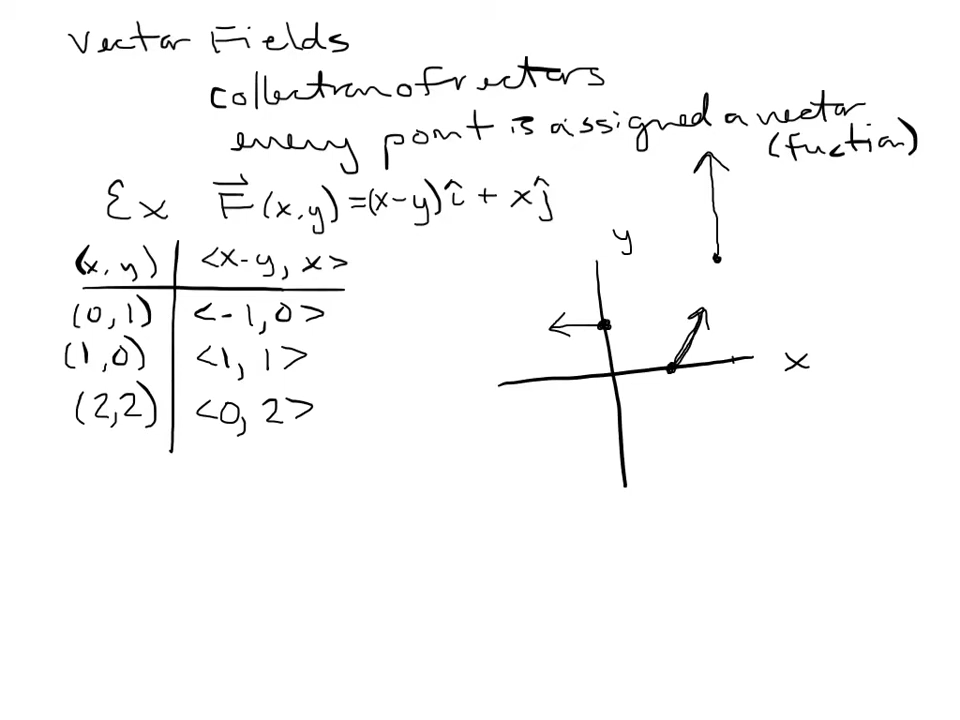 Vector Fields
collection of vectors
every point is assigned a vector
(fuction)
Ex F⃗(x,y) = (x-y)î + xĵ
(x, y) <x-y, x>
(0,1) <-1,0>
(1,0) <1, 1>
(2,2) <0, 2>
y
x